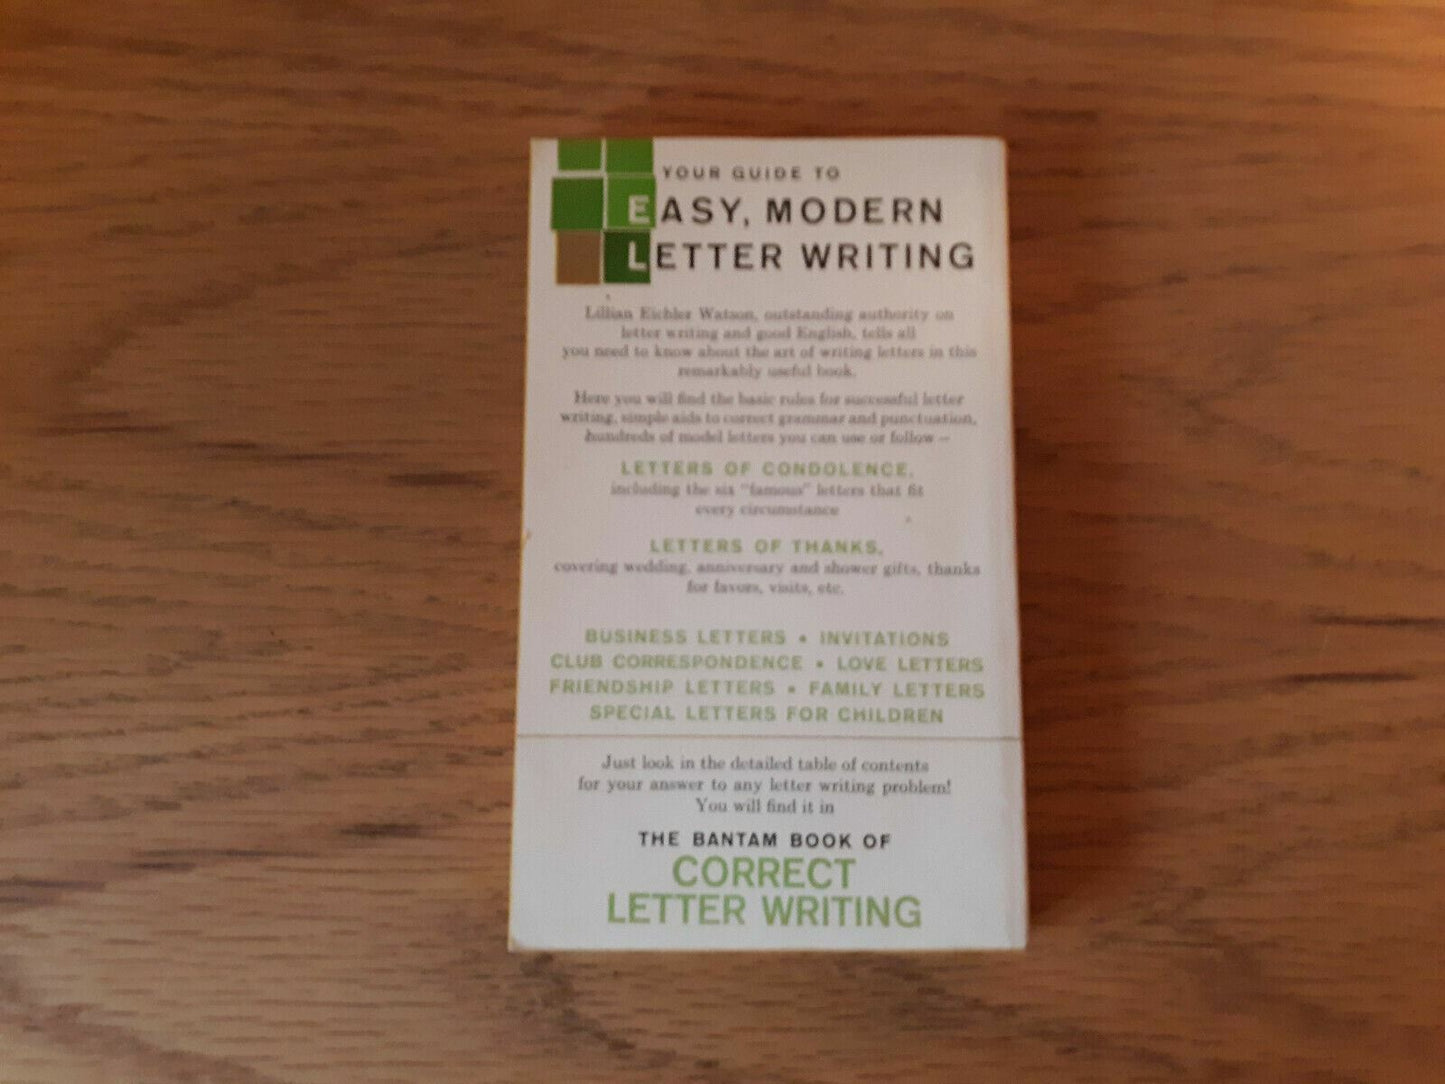 YOUR GUIDE TO
EASY, MODERN
LETTER WRITING
Lillian Eichler Watson, outstanding authority on
letter writing and good English, tells all
you need to know about the art of writing letters in this
remarkably useful book.
Here you will find the basic rules for successful letter
writing, simple aids to correct grammar and punctuation,
hundreds of model letters you can use or follow —
LETTERS OF CONDOLENCE,
including the six "famous" letters that fit
every circumstance
LETTERS OF THANKS,
covering wedding, anniversary and shower gifts, thanks
for favors, visits, etc.
BUSINESS LETTERS • INVITATIONS
CLUB CORRESPONDENCE • LOVE LETTERS
FRIENDSHIP LETTERS • FAMILY LETTERS
SPECIAL LETTERS FOR CHILDREN
Just look in the detailed table of contents
for your answer to any letter writing problem!
You will find it in
THE BANTAM BOOK OF
CORRECT
LETTER WRITING